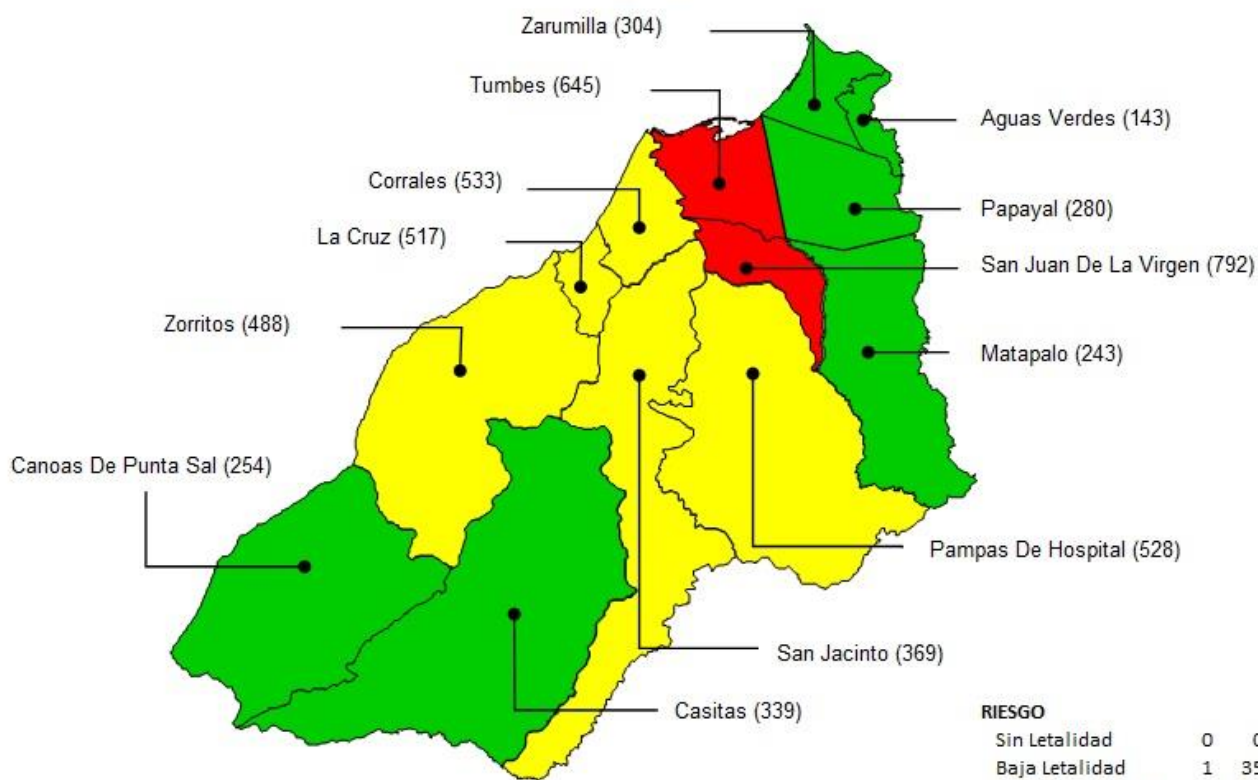 Zarumilla (304)
Tumbes (645)
Aguas Verdes (143)
Corrales (533)
Papayal (280)
La Cruz (517)
San Juan De La Virgen (792)
Zorritos (488)
Matapalo (243)
Canoas De Punta Sal (254)
Pampas De Hospital (528)
San Jacinto (369)
Casitas (339)
RIESGO
Sin Letalidad 0
Baja Letalidad 1